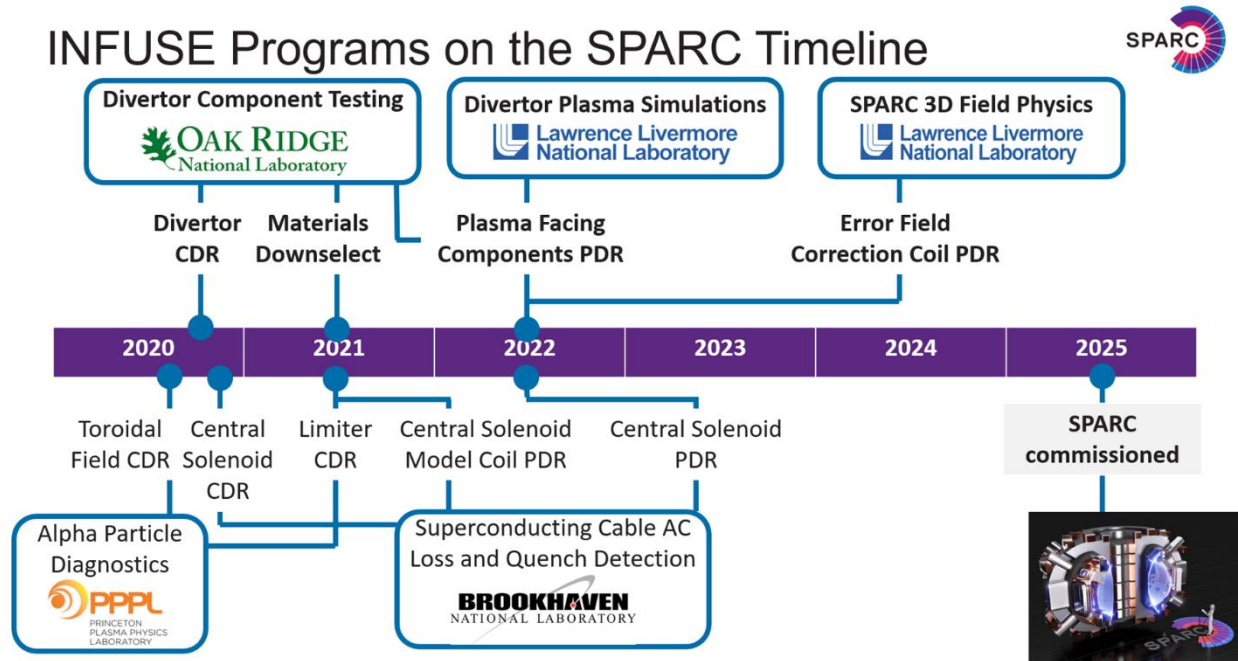 INFUSE Programs on the SPARC Timeline
SPARC
Divertor Component Testing
OAK RIDGE
National Laboratory
Divertor Plasma Simulations
Lawrence Livermore
National Laboratory
SPARC 3D Field Physics
Lawrence Livermore
National Laboratory
Divertor
CDR
Materials
Downselect
Plasma Facing
Components PDR
Error Field
Correction Coil PDR
2020
2021
2022
2023
2024
2025
Toroidal
Field CDR
Central
Solenoid
CDR
Limiter
CDR
Central Solenoid
Model Coil PDR
Central Solenoid
PDR
SPARC
commissioned
Alpha Particle
Diagnostics
PPPL
PRINCETON
PLASMA PHYSICS
LABORATORY
Superconducting Cable AC
Loss and Quench Detection
BROOKHAVEN
NATIONAL LABORATORY
SPARC